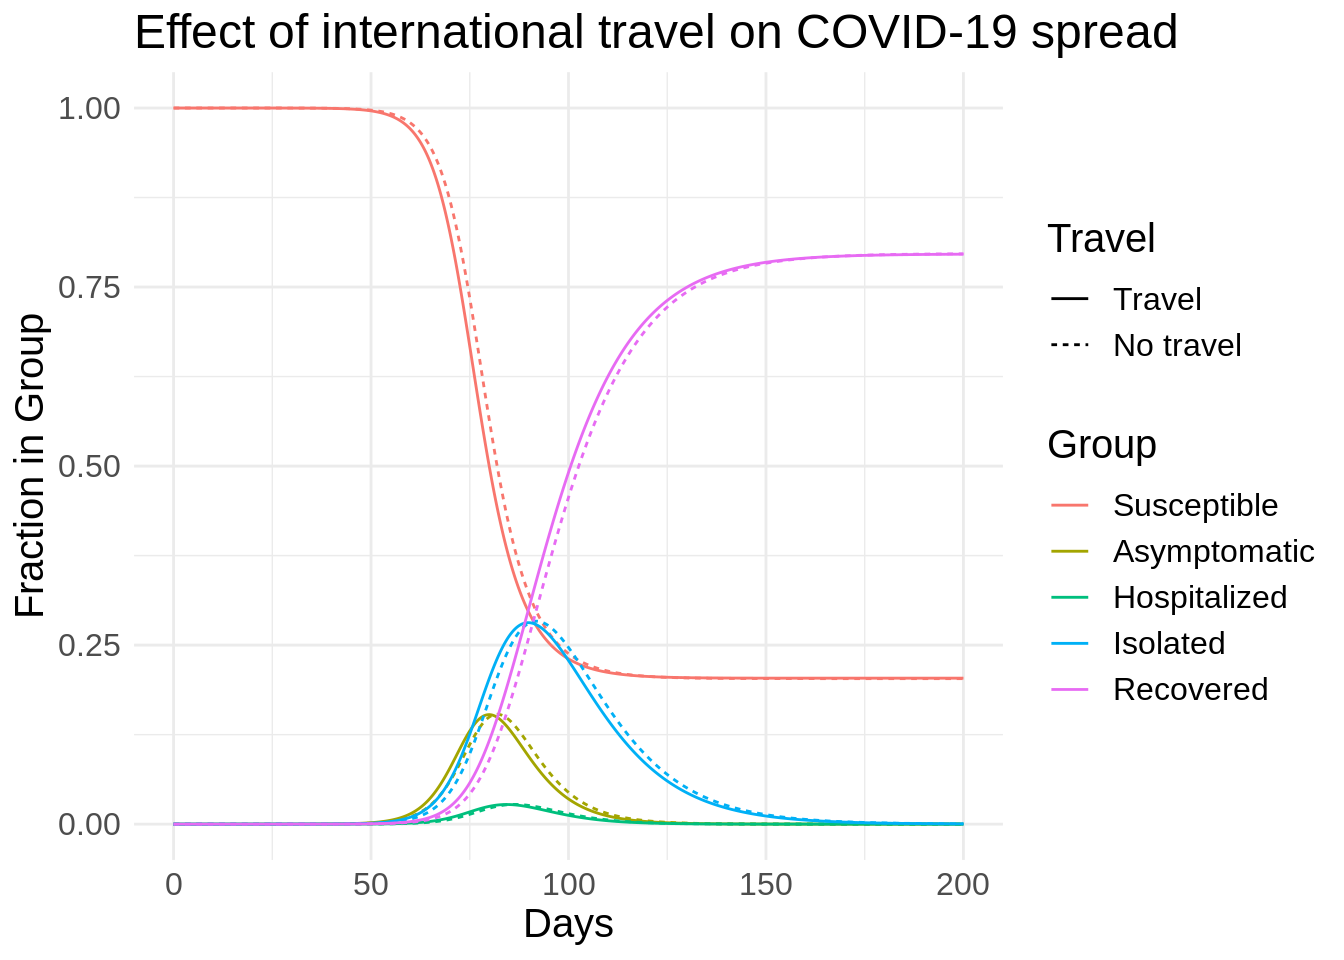 Effect of international travel on COVID-19 spread
Fraction in Group
1.00
0.75
0.50
0.25
0.00
0
50
100
150
200
Days
Travel
Travel
No travel
Group
Susceptible
Asymptomatic
Hospitalized
Isolated
Recovered